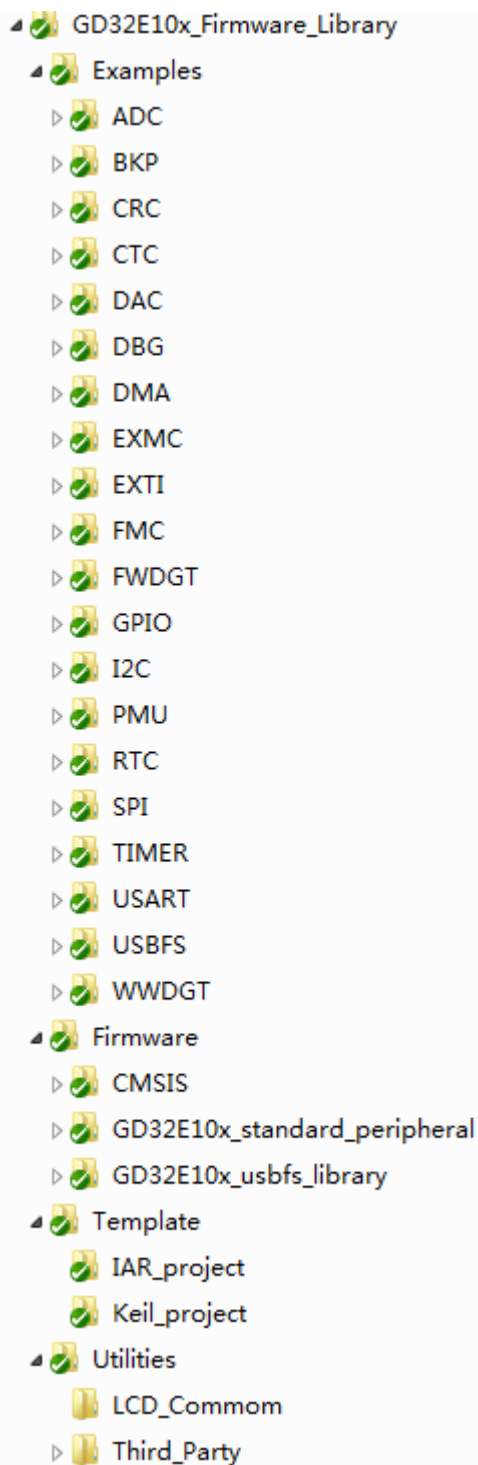 GD32E10x_Firmware_Library
Examples
ADC
BKP
CRC
CTC
DAC
DBG
DMA
EXMC
EXTI
FMC
FWDGT
GPIO
I2C
PMU
RTC
SPI
TIMER
USART
USBFS
WWDGT
Firmware
CMSIS
GD32E10x_standard_peripheral
GD32E10x_usbfs_library
Template
IAR_project
Keil_project
Utilities
LCD_Commom
Third_Party